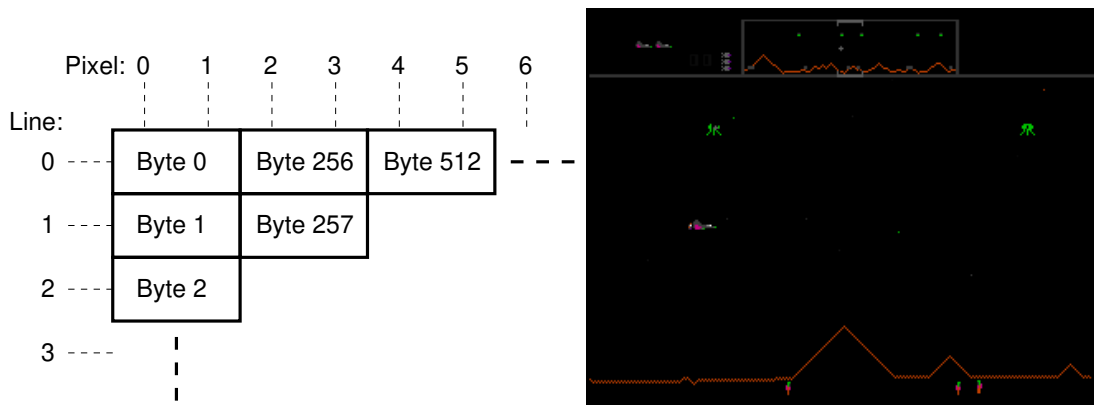 Pixel: 0 1 2 3 4 5 6
Line:
0 Byte 0 Byte 256 Byte 512
1 Byte 1 Byte 257
2 Byte 2
3